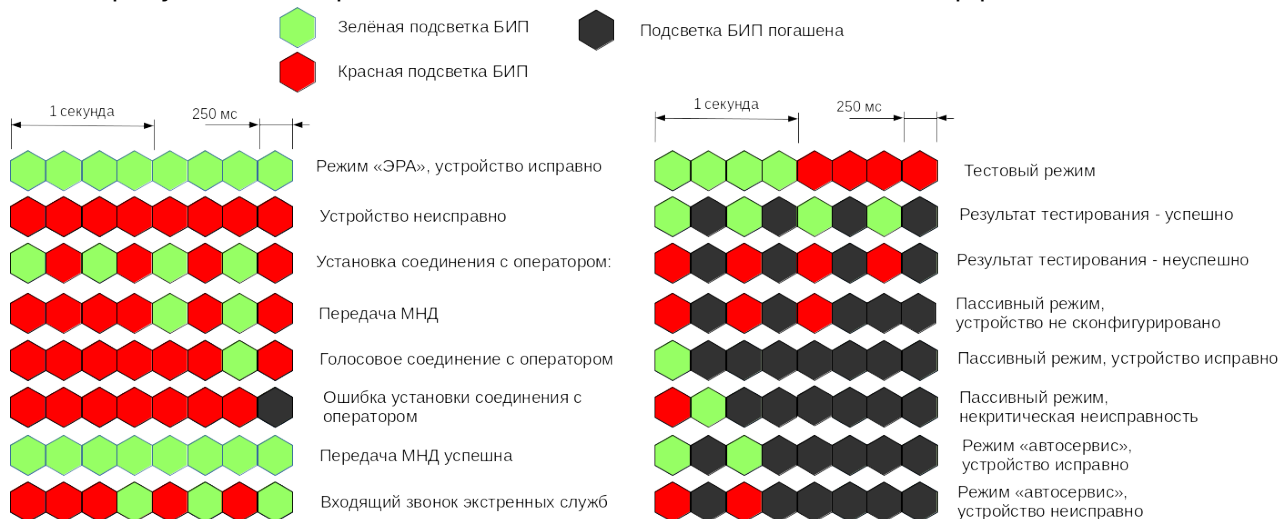 Зелёная подсветка БИП
Подсветка БИП погашена
Красная подсветка БИП
1 секунда
250 мс
Режим «ЭРА», устройство исправно
Устройство неисправно
Установка соединения с оператором:
Передача МНД
Голосовое соединение с оператором
Ошибка установки соединения с
оператором
Передача МНД успешна
Входящий звонок экстренных служб
1 секунда
250 мс
Тестовый режим
Результат тестирования - успешно
Результат тестирования - неуспешно
Пассивный режим,
устройство не сконфигурировано
Пассивный режим, устройство исправно
Пассивный режим,
некритическая неисправность
Режим «автосервис»,
устройство исправно
Режим «автосервис»,
устройство неисправно